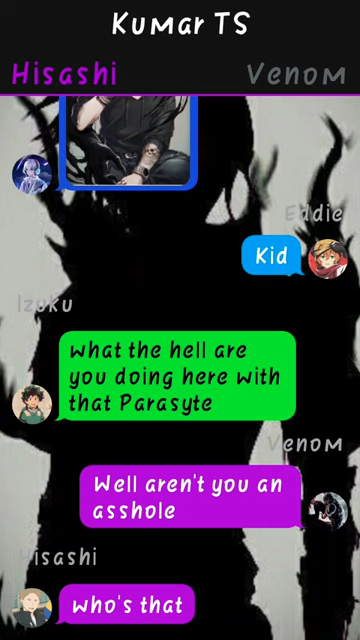 Kumar TS
Hisashi
Venom
Eddie
Kid
Izuku
what the hell are
you doing here with
that Parasyte
Venom
Well aren't you an
asshole
Hisashi
who's that